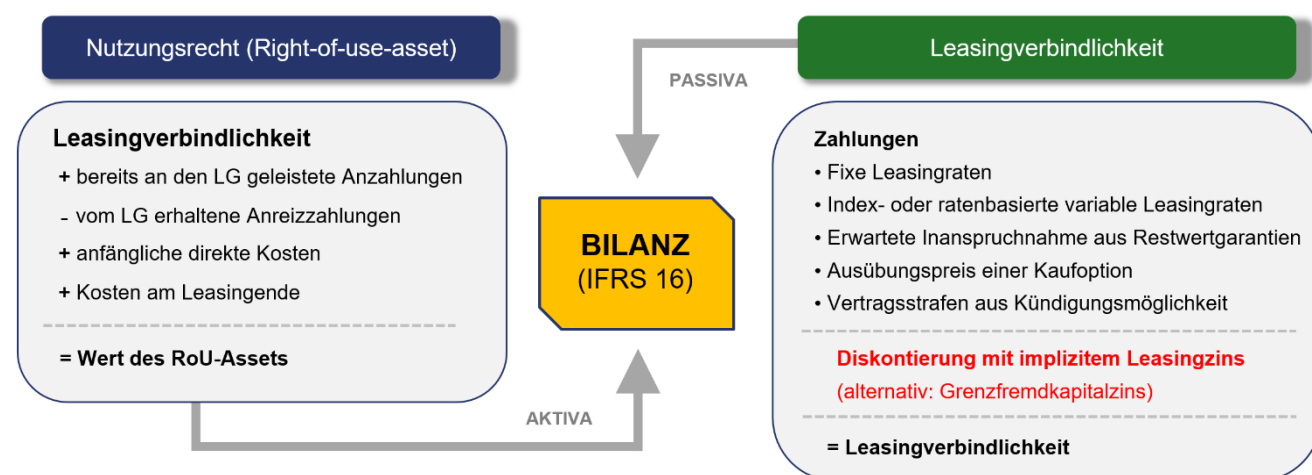 Nutzungsrecht (Right-of-use-asset)
Leasingverbindlichkeit
+ bereits an den LG geleistete Anzahlungen
- vom LG erhaltene Anreizzahlungen
+ anfängliche direkte Kosten
+ Kosten am Leasingende
= Wert des RoU-Assets
AKTIVA
PASSIVA
BILANZ
(IFRS 16)
Leasingverbindlichkeit
Zahlungen
• Fixe Leasingraten
• Index- oder ratenbasierte variable Leasingraten
• Erwartete Inanspruchnahme aus Restwertgarantien
• Ausübungspreis einer Kaufoption
• Vertragsstrafen aus Kündigungsmöglichkeit
Diskontierung mit implizitem Leasingzins
(alternativ: Grenzfremdkapitalzins)
= Leasingverbindlichkeit